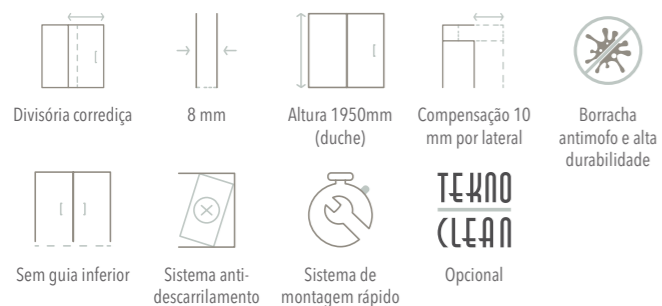 Divisória corrediça
8 mm
Altura 1950mm
(duche)
Compensação 10
mm por lateral
Borracha
antimofo e alta
durabilidade
Sem guia inferior
Sistema anti-
descarrilamento
Sistema de
montagem rápido
TEKNO
CLEAN
Opcional